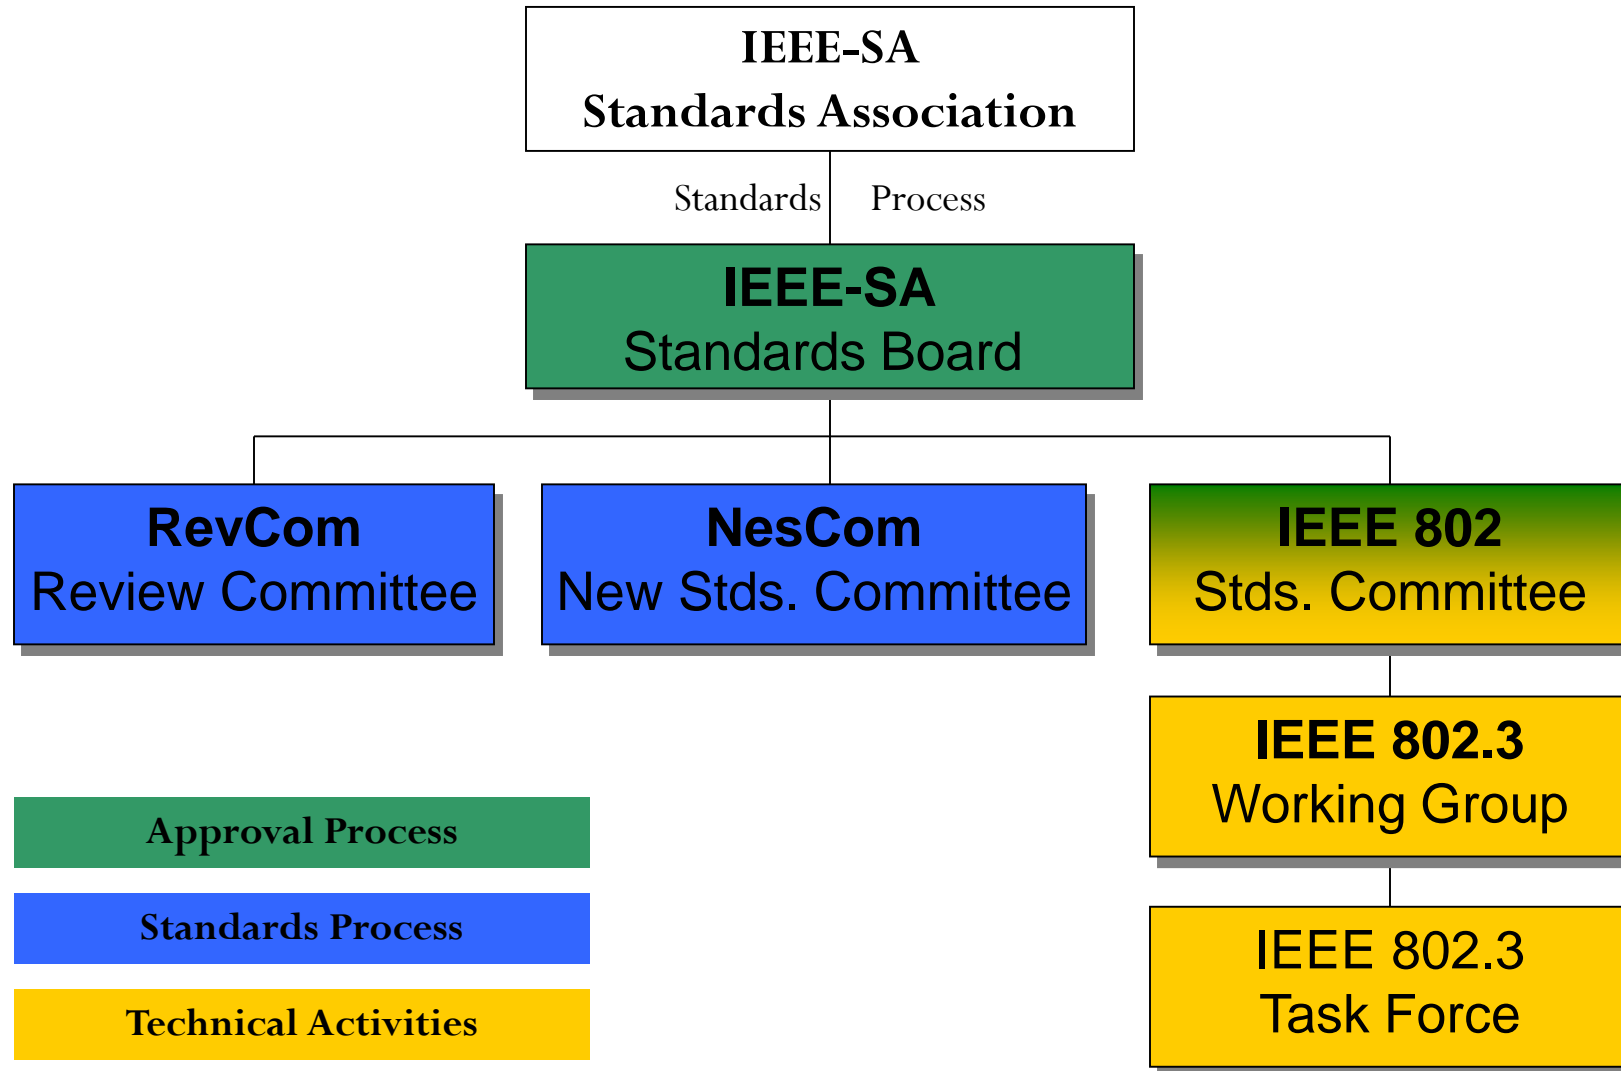 IEEE-SA
Standards Association
Standards Process
IEEE-SA
Standards Board
RevCom
Review Committee
NesCom
New Stds. Committee
IEEE 802
Stds. Committee
IEEE 802.3
Working Group
IEEE 802.3
Task Force
Approval Process
Standards Process
Technical Activities